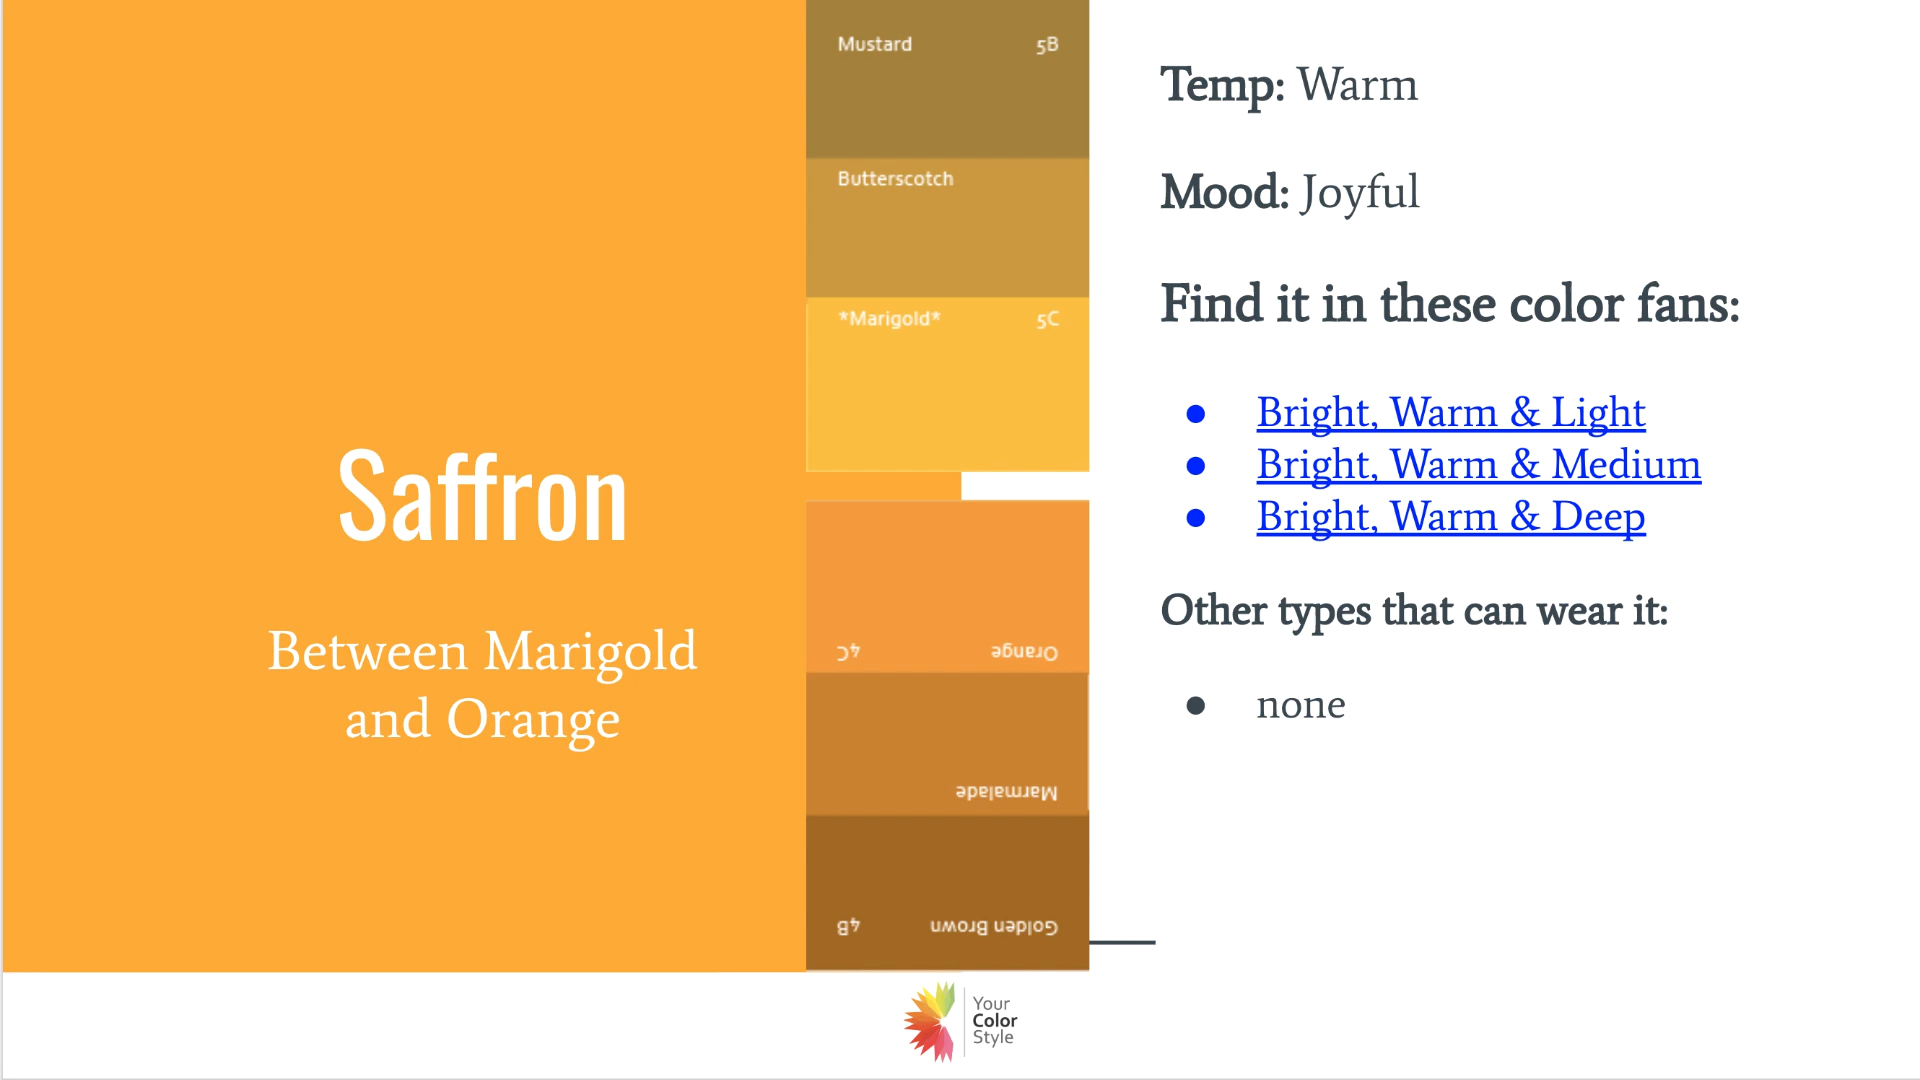 Saffron
Between Marigold
and Orange
Mustard 5B
Butterscotch
*Marigold* 5C
Orange 4C
Marmalade
Golden Brown 4B
Temp: Warm
Mood: Joyful
Find it in these color fans:
● Bright, Warm & Light
● Bright, Warm & Medium
● Bright, Warm & Deep
Other types that can wear it:
● none
Your
Color
Style